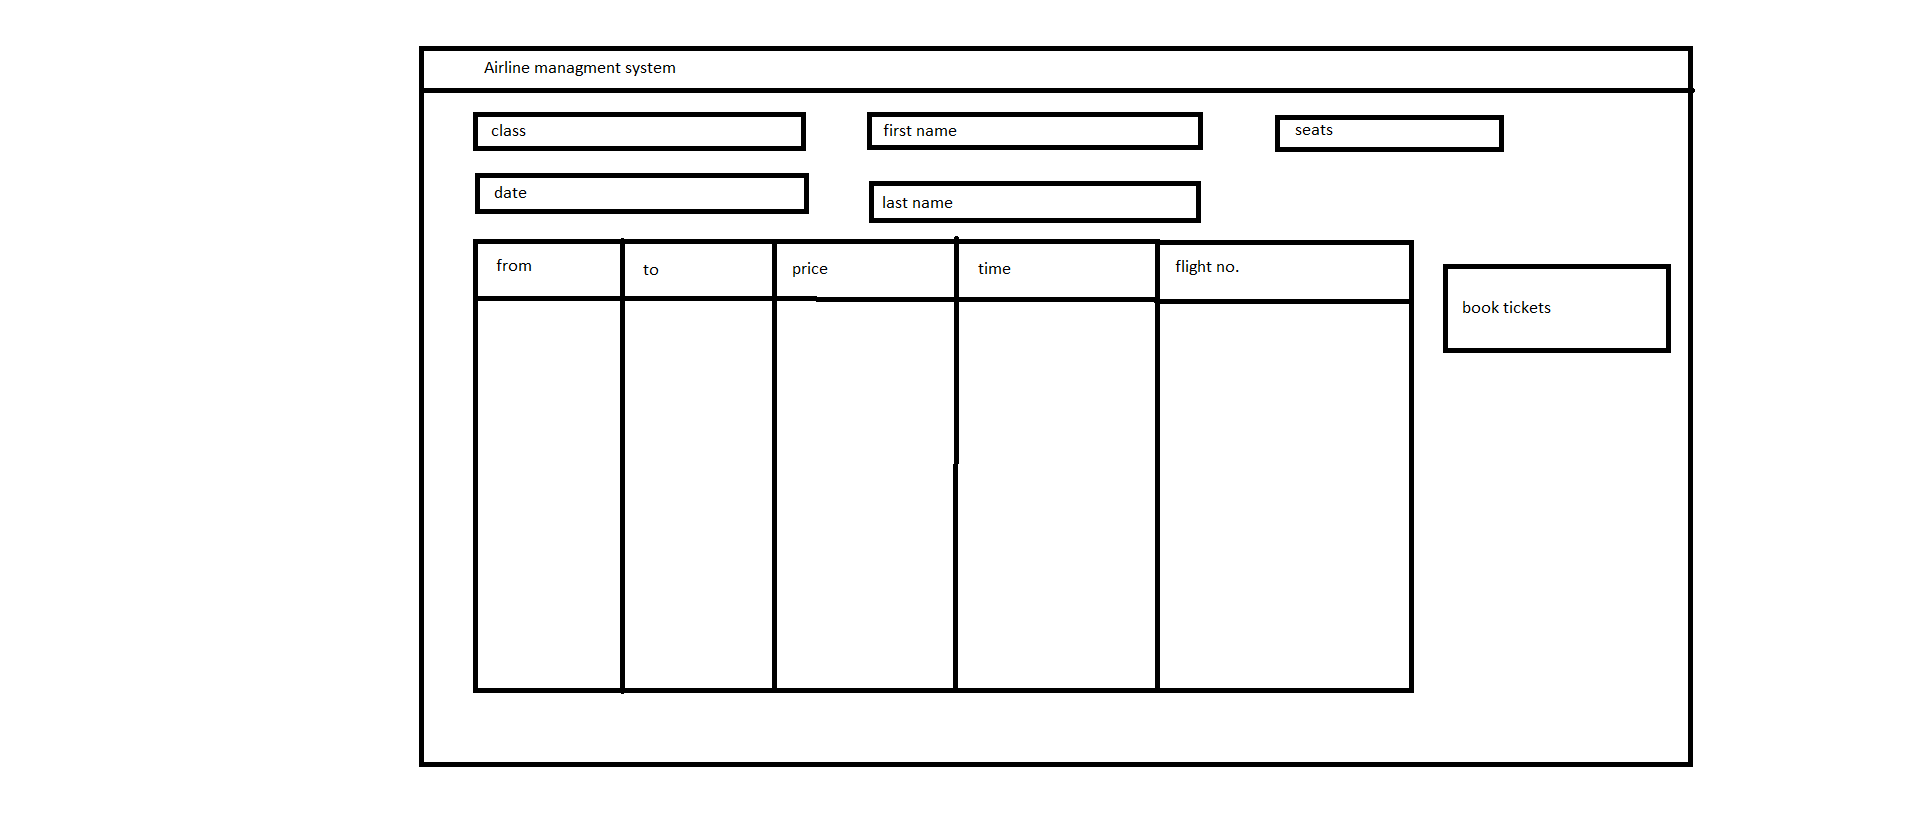 Airline managment system
class
first name
seats
date
last name
from
to
price
time
flight no.
book tickets